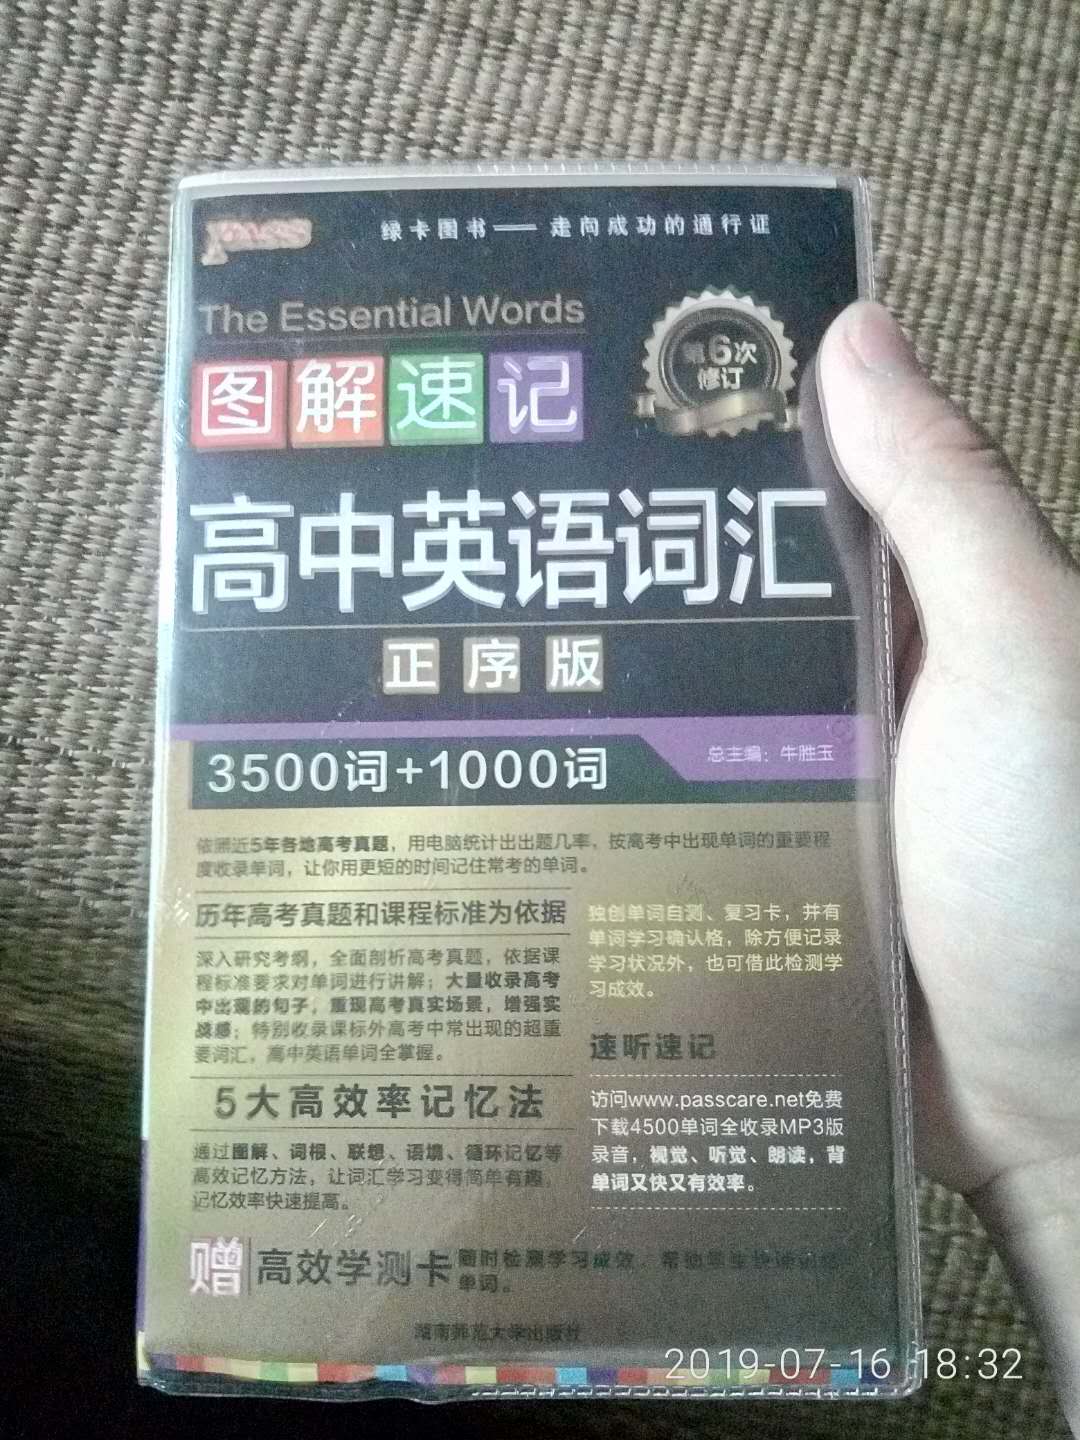 绿卡图书——走向成功的通行证
The Essential Words
图解速记
第6次
修订
高中英语词汇
正序版
3500词+1000词
总主编：牛胜玉
依照近5年各地高考真题，用电脑统计出出题几率，按高考中出现单词的重要程
度收录单词，让你用更短的时间记住常考的单词。
历年高考真题和课程标准为依据
深入研究考纲，全面剖析高考真题，依据课
程标准要求对单词进行讲解；大量收录高考
中出现的句子，重现高考真实场景，增强实
战感；特别收录课标外高考中常出现的超重
要词汇，高中英语单词全掌握。
5大高效率记忆法
通过图解、词根、联想、语境、循环记忆等
高效记忆方法，让词汇学习变得简单有趣，
记忆效率快速提高。
独创单词自测、复习卡，并有
单词学习确认格，除方便记录
学习状况外，也可借此检测学
习成效。
速听速记
访问www.passcare.net免费
下载4500单词全收录MP3版
录音，视觉、听觉、朗读，背
单词又快又有效率。
赠 高效学测卡
随时检测学习成效，
单词。
湖南师范大学出版社
2019-07-16 18:32